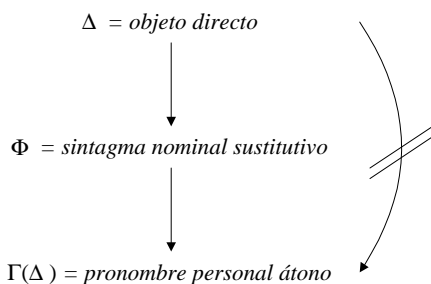 Δ = objeto directo
Φ = sintagma nominal sustitutivo
Γ(Δ ) = pronombre personal átono